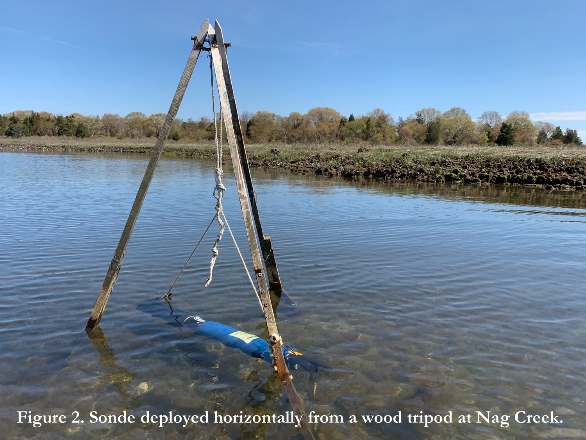 Figure 2. Sonde deployed horizontally from a wood tripod at Nag Creek.